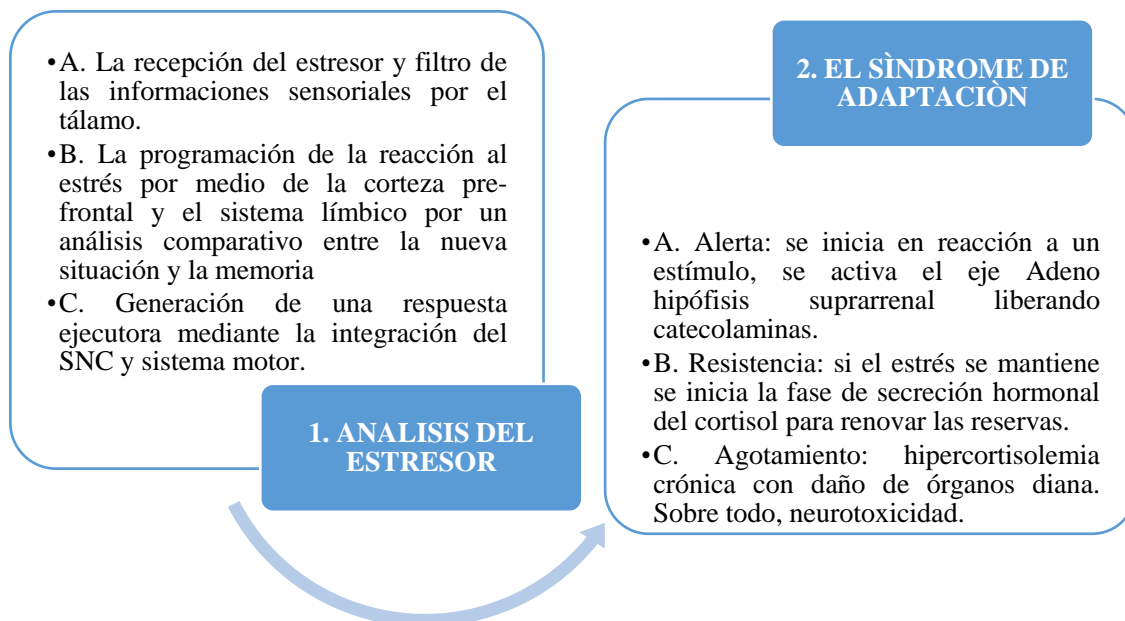 •A. La recepción del estresor y filtro de
las informaciones sensoriales por el
tálamo.
•B. La programación de la reacción al
estrés por medio de la corteza pre-
frontal y el sistema límbico por un
análisis comparativo entre la nueva
situación y la memoria
•C. Generación de una respuesta
ejecutora mediante la integración del
SNC y sistema motor.
1. ANALISIS DEL
ESTRESOR
2. EL SÌNDROME DE
ADAPTACIÒN
•A. Alerta: se inicia en reacción a un
estímulo, se activa el eje Adeno
hipófisis suprarrenal liberando
catecolaminas.
•B. Resistencia: si el estrés se mantiene
se inicia la fase de secreción hormonal
del cortisol para renovar las reservas.
•C. Agotamiento: hipercortisolemia
crónica con daño de órganos diana.
Sobre todo, neurotoxicidad.